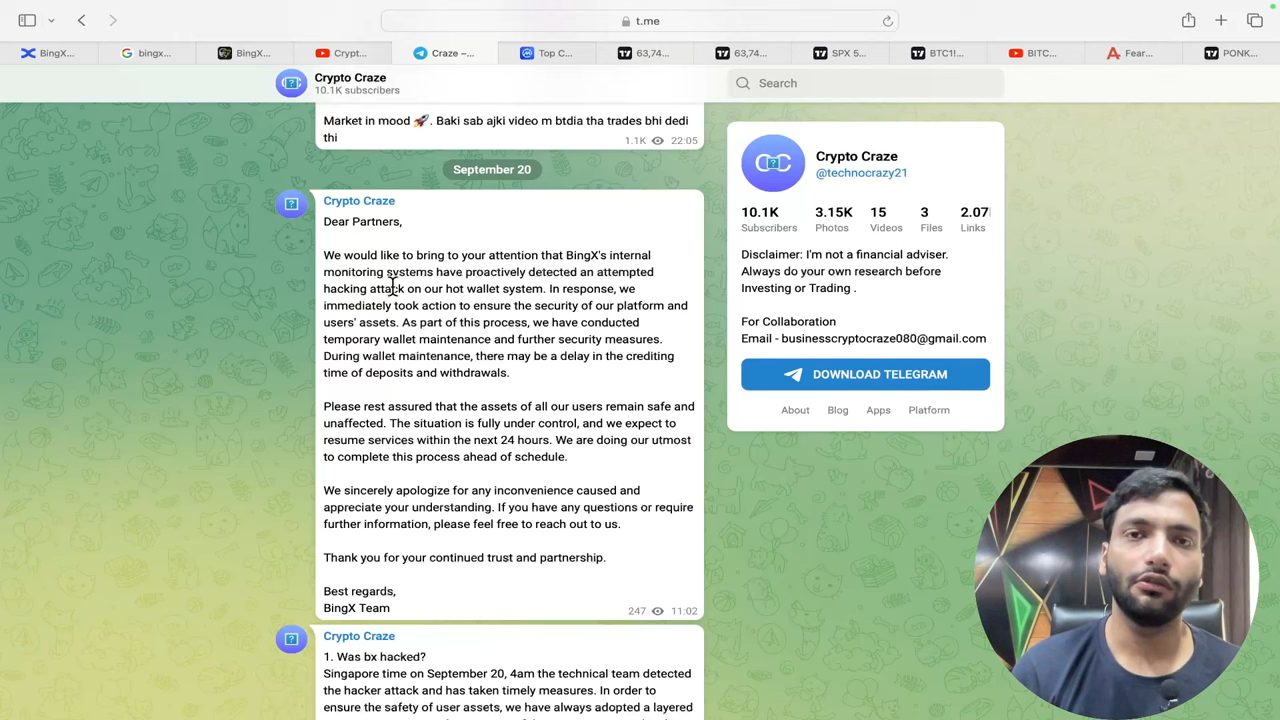 t.me
BingX...
bingx...
BingX...
Crypt...
Craze –...
Top C...
63,74...
63,74...
SPX 5...
BTC1!...
BITC...
Fear...
PONK...
Crypto Craze
10.1K subscribers
Search
Market in mood 🚀. Baki sab ajki video m btdia tha trades bhi dedi
thi
1.1K 22:05
September 20
Crypto Craze
Dear Partners,
We would like to bring to your attention that BingX's internal
monitoring systems have proactively detected an attempted
hacking attack on our hot wallet system. In response, we
immediately took action to ensure the security of our platform and
users' assets. As part of this process, we have conducted
temporary wallet maintenance and further security measures.
During wallet maintenance, there may be a delay in the crediting
time of deposits and withdrawals.
Please rest assured that the assets of all our users remain safe and
unaffected. The situation is fully under control, and we expect to
resume services within the next 24 hours. We are doing our utmost
to complete this process ahead of schedule.
We sincerely apologize for any inconvenience caused and
appreciate your understanding. If you have any questions or require
further information, please feel free to reach out to us.
Thank you for your continued trust and partnership.
Best regards,
BingX Team
247 11:02
Crypto Craze
1. Was bx hacked?
Singapore time on September 20, 4am the technical team detected
the hacker attack and has taken timely measures. In order to
ensure the safety of user assets, we have always adopted a layered
Crypto Craze
@technocrazy21
10.1K 3.15K 15 3 2.07
Subscribers Photos Videos Files Links
Disclaimer: I'm not a financial adviser.
Always do your own research before
Investing or Trading .
For Collaboration
Email - businesscryptocraze080@gmail.com
DOWNLOAD TELEGRAM
About Blog Apps Platform